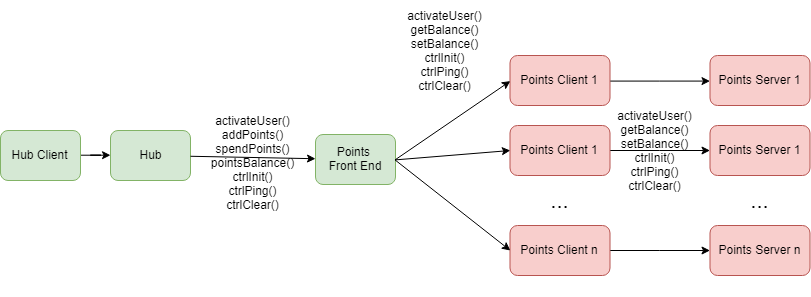 activateUser()
getBalance()
setBalance()
ctrlInit()
ctrlPing()
ctrlClear()
Points Client 1
Points Server 1
activateUser()
addPoints()
spendPoints()
pointsBalance()
ctrlInit()
ctrlPing()
ctrlClear()
Hub Client
Hub
Points
Front End
Points Client 1
activateUser()
getBalance()
setBalance()
ctrlInit()
ctrlPing()
ctrlClear()
Points Server 1
...
...
Points Client n
Points Server n